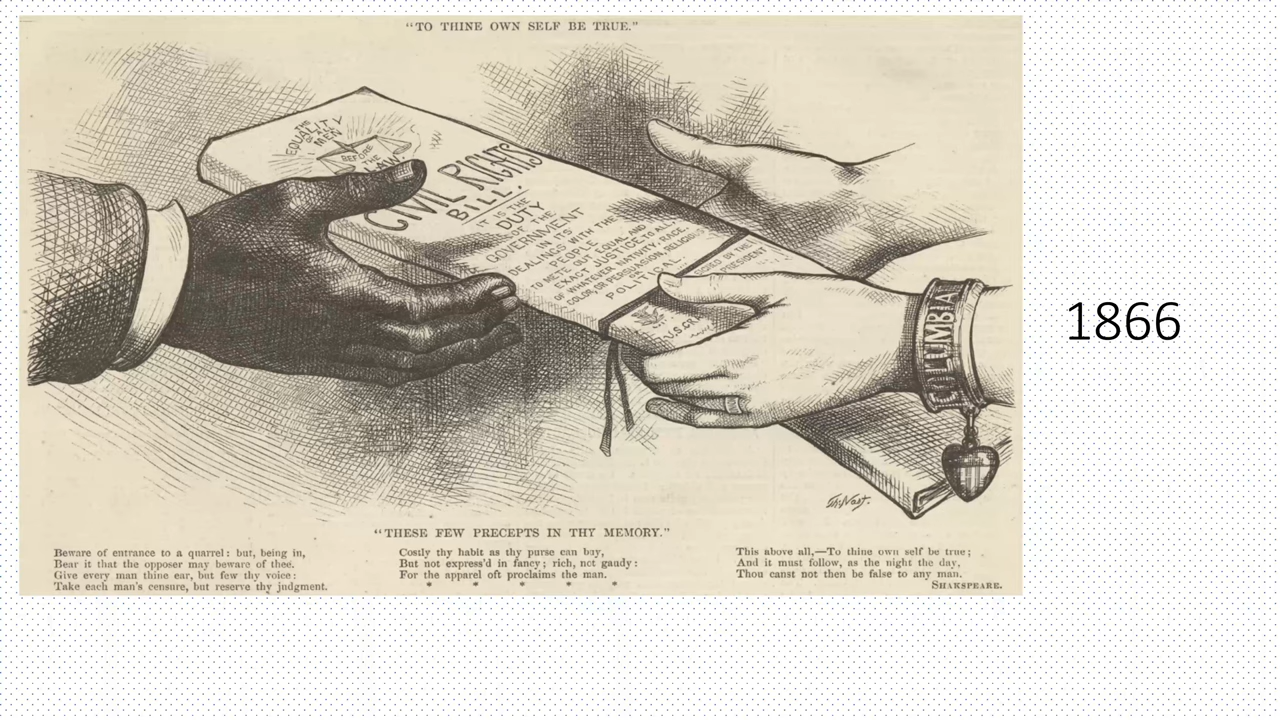 “TO THINE OWN SELF BE TRUE.”
EQUALITY
OF
MEN
BEFORE
THE
LAW
CIVIL RIGHTS
BILL.
IT IS THE
DUTY
OF THE
GOVERNMENT
IN ITS
DEALINGS WITH THE
PEOPLE
TO METE OUT EQUAL AND
EXACT JUSTICE TO ALL,
OF WHATEVER NATIVITY, RACE,
COLOR, OR PERSUASION, RELIGIOUS
POLITICAL.
BY THE
PRESIDENT
U.S.GR
COLUMBIA
Th:Nast.
1866
“THESE FEW PRECEPTS IN THY MEMORY.”
Beware of entrance to a quarrel: but, being in,
Bear it that the opposer may beware of thee.
Give every man thine ear, but few thy voice:
Take each man's censure, but reserve thy judgment.
Costly thy habit as thy purse can buy,
But not express'd in fancy; rich, not gaudy:
For the apparel oft proclaims the man.
* * * * *
This above all,—To thine own self be true;
And it must follow, as the night the day,
Thou canst not then be false to any man.
SHAKSPEARE.